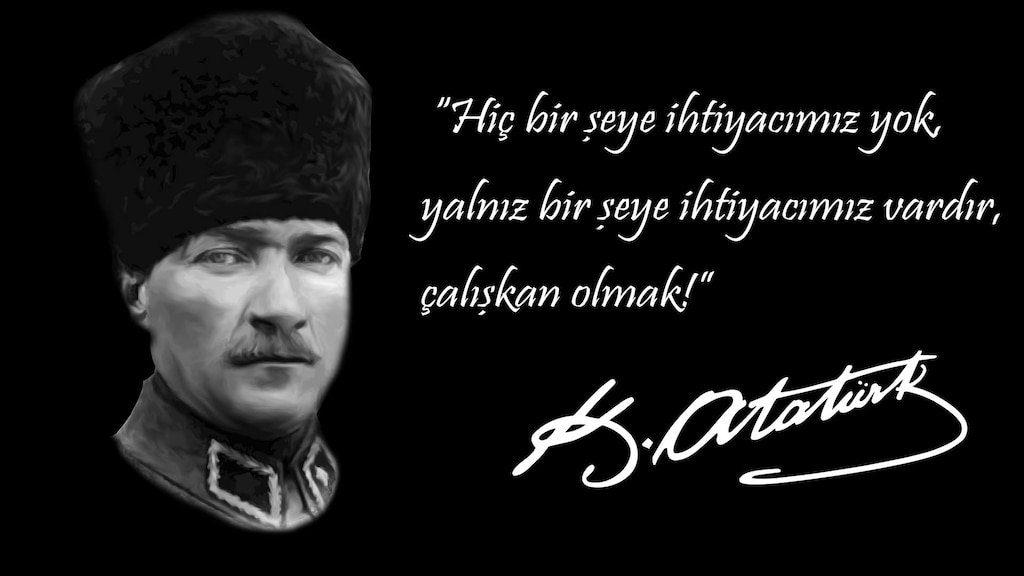 "Hiç bir şeye ihtiyacımız yok,
yalnız bir şeye ihtiyacımız vardır,
çalışkan olmak!"
K. Atatürk